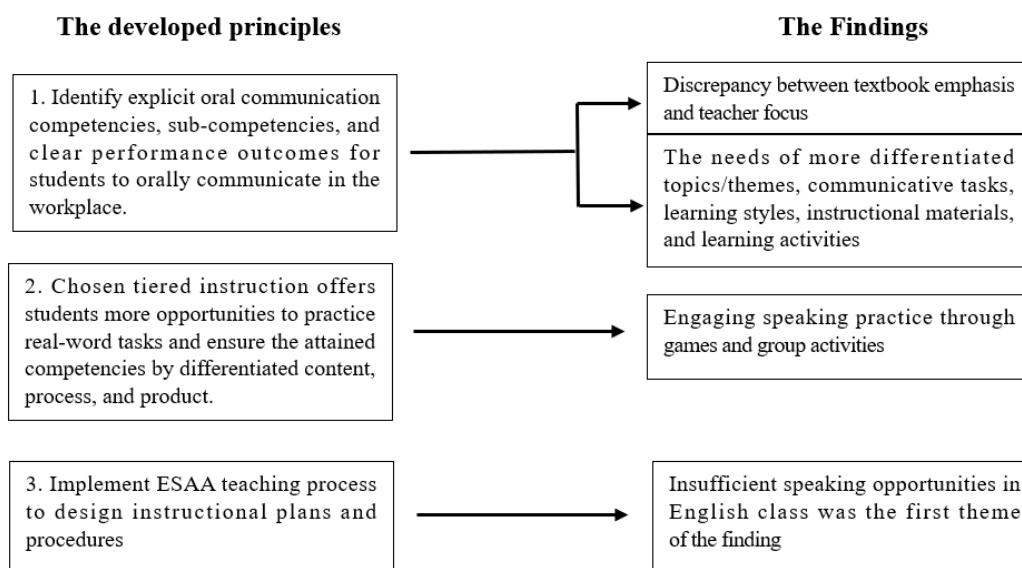 The developed principles
The Findings
1. Identify explicit oral communication
competencies, sub-competencies, and
clear performance outcomes for
students to orally communicate in the
workplace.
Discrepancy between textbook emphasis
and teacher focus
The needs of more differentiated
topics/themes, communicative tasks,
learning styles, instructional materials,
and learning activities
2. Chosen tiered instruction offers
students more opportunities to practice
real-word tasks and ensure the attained
competencies by differentiated content,
process, and product.
Engaging speaking practice through
games and group activities
3. Implement ESAA teaching process
to design instructional plans and
procedures
Insufficient speaking opportunities in
English class was the first theme
of the finding